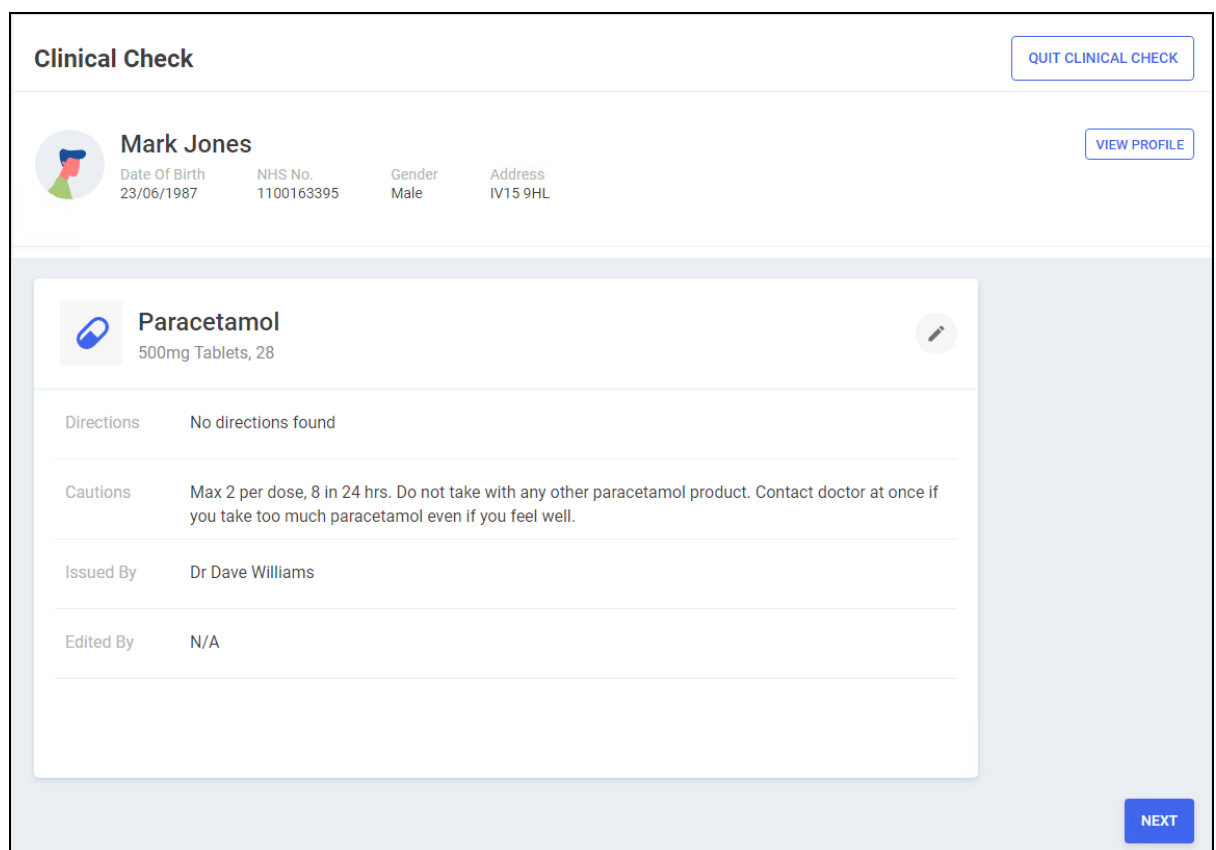 Clinical Check
QUIT CLINICAL CHECK
Mark Jones
VIEW PROFILE
Date Of Birth NHS No. Gender Address
23/06/1987 1100163395 Male IV15 9HL
Paracetamol
500mg Tablets, 28
Directions No directions found
Cautions Max 2 per dose, 8 in 24 hrs. Do not take with any other paracetamol product. Contact doctor at once if
you take too much paracetamol even if you feel well.
Issued By Dr Dave Williams
Edited By N/A
NEXT